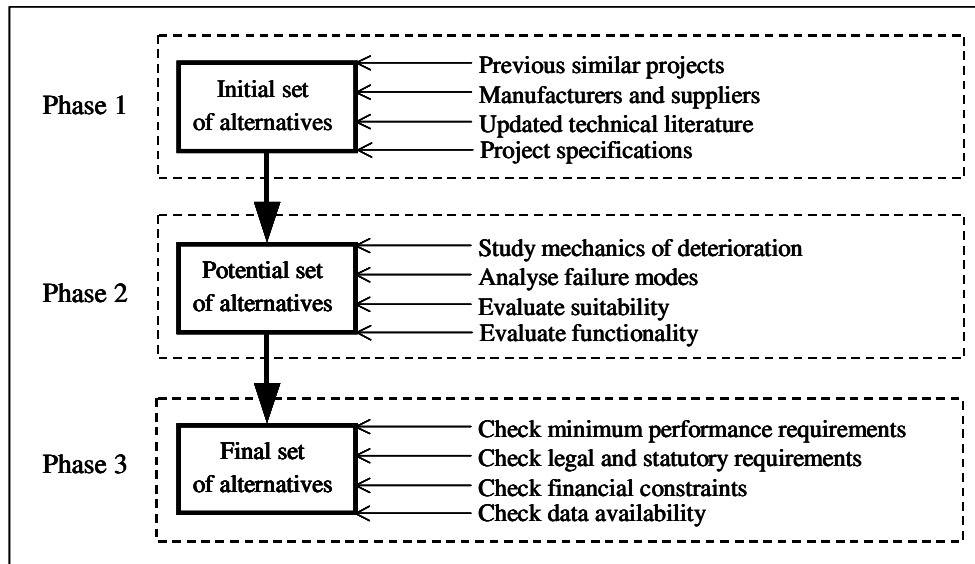 Phase 1
Initial set
of alternatives
Previous similar projects
Manufacturers and suppliers
Updated technical literature
Project specifications
Phase 2
Potential set
of alternatives
Study mechanics of deterioration
Analyse failure modes
Evaluate suitability
Evaluate functionality
Phase 3
Final set
of alternatives
Check minimum performance requirements
Check legal and statutory requirements
Check financial constraints
Check data availability